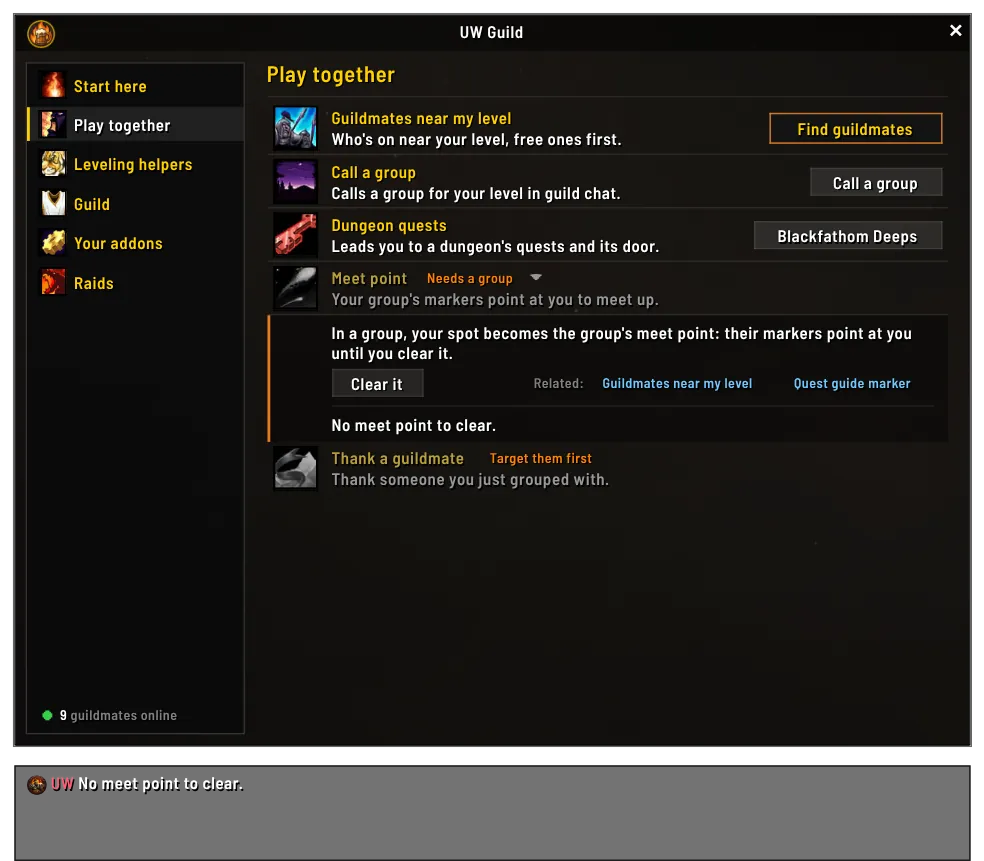 UW Guild
Start here
Play together
Leveling helpers
Guild
Your addons
Raids
9 guildmates online
Play together
Guildmates near my level
Who's on near your level, free ones first.
Find guildmates
Call a group
Calls a group for your level in guild chat.
Call a group
Dungeon quests
Leads you to a dungeon's quests and its door.
Blackfathom Deeps
Meet point Needs a group
Your group's markers point at you to meet up.
In a group, your spot becomes the group's meet point: their markers point at you
until you clear it.
Clear it Related: Guildmates near my level Quest guide marker
No meet point to clear.
Thank a guildmate Target them first
Thank someone you just grouped with.
UW No meet point to clear.